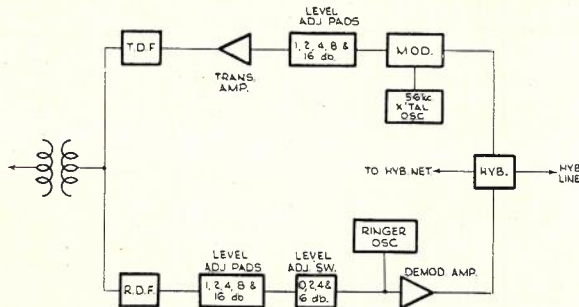 LEVEL
ADJ PADS
T.D.F
1, 2, 4, 8 &
16 db.
MOD.
TRANS.
AMP.
5·6kc
X'TAL
OSC
TO HYB. NET
HYB.
HYB
LINE
RINGER
OSC
LEVEL
ADJ PADS
LEVEL
ADJ. SW.
DEMOD. AMP.
R.D.F.
1, 2, 4, 8 &
16 db
0, 2, 4 &
6 db.